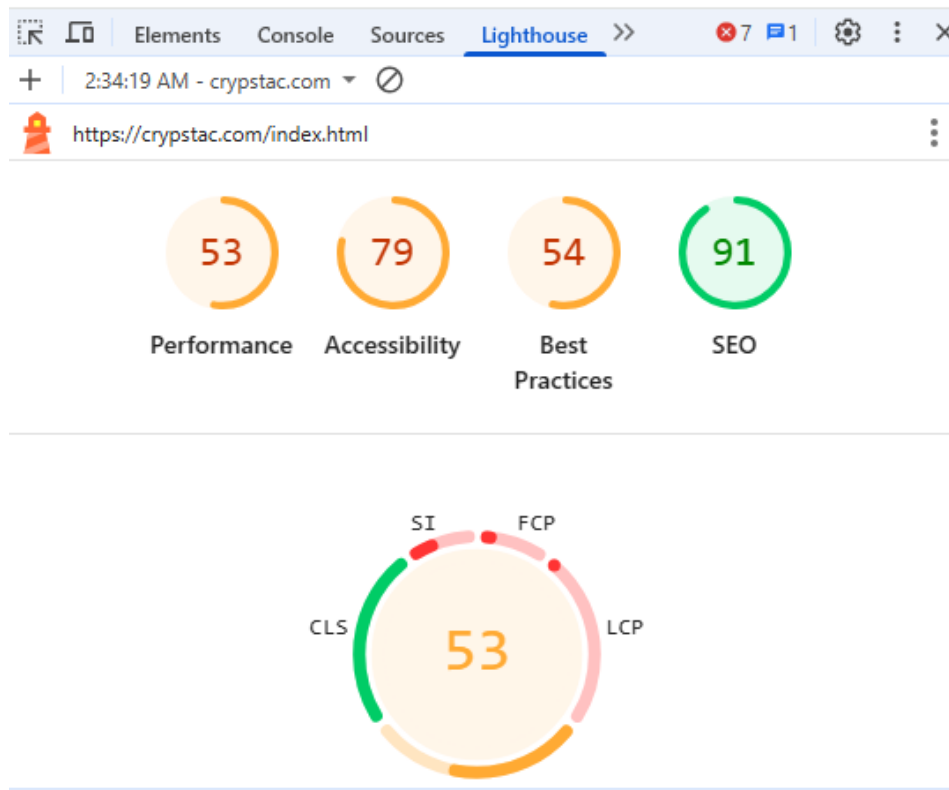 Elements Console Sources Lighthouse 7 1
2:34:19 AM - crypstac.com
https://crypstac.com/index.html
53 79 54 91
Performance Accessibility Best Practices SEO
SI FCP
CLS 53 LCP